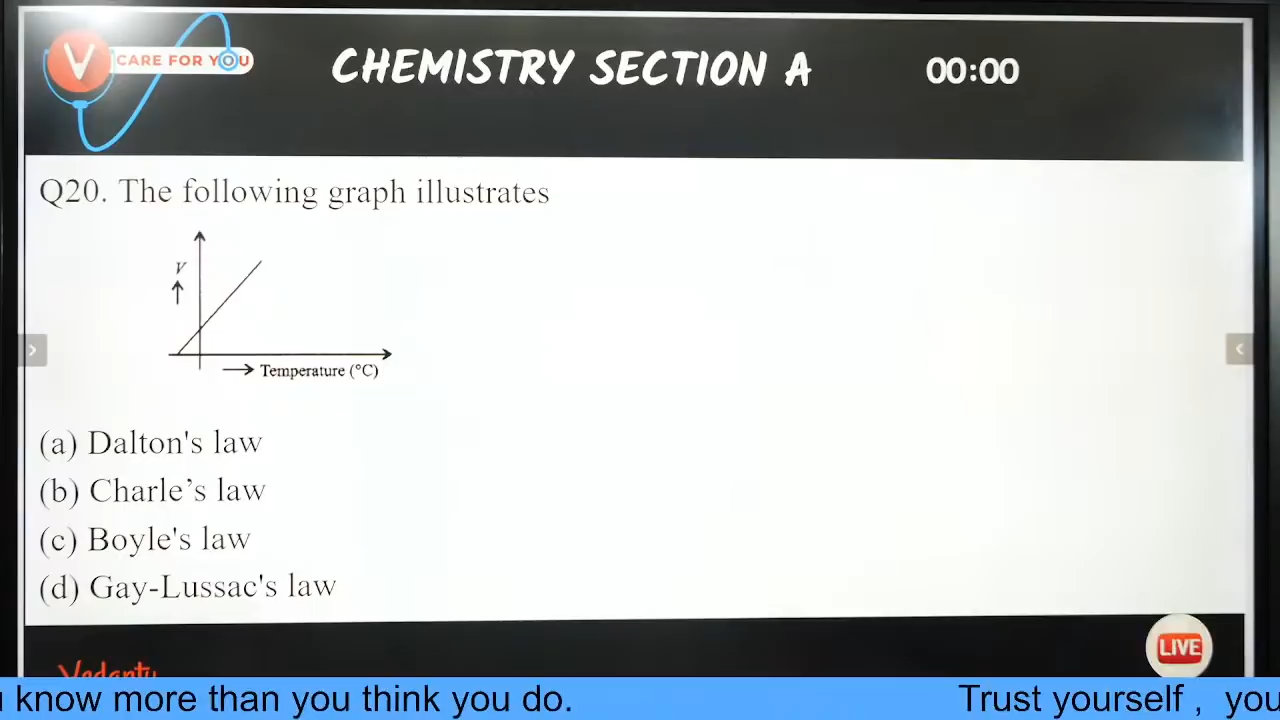 V CARE FOR YOU
CHEMISTRY SECTION A
00:00
Q20. The following graph illustrates
V
Temperature (°C)
(a) Dalton's law
(b) Charle’s law
(c) Boyle's law
(d) Gay-Lussac's law
LIVE
Vedantu
know more than you think you do. Trust yourself , you